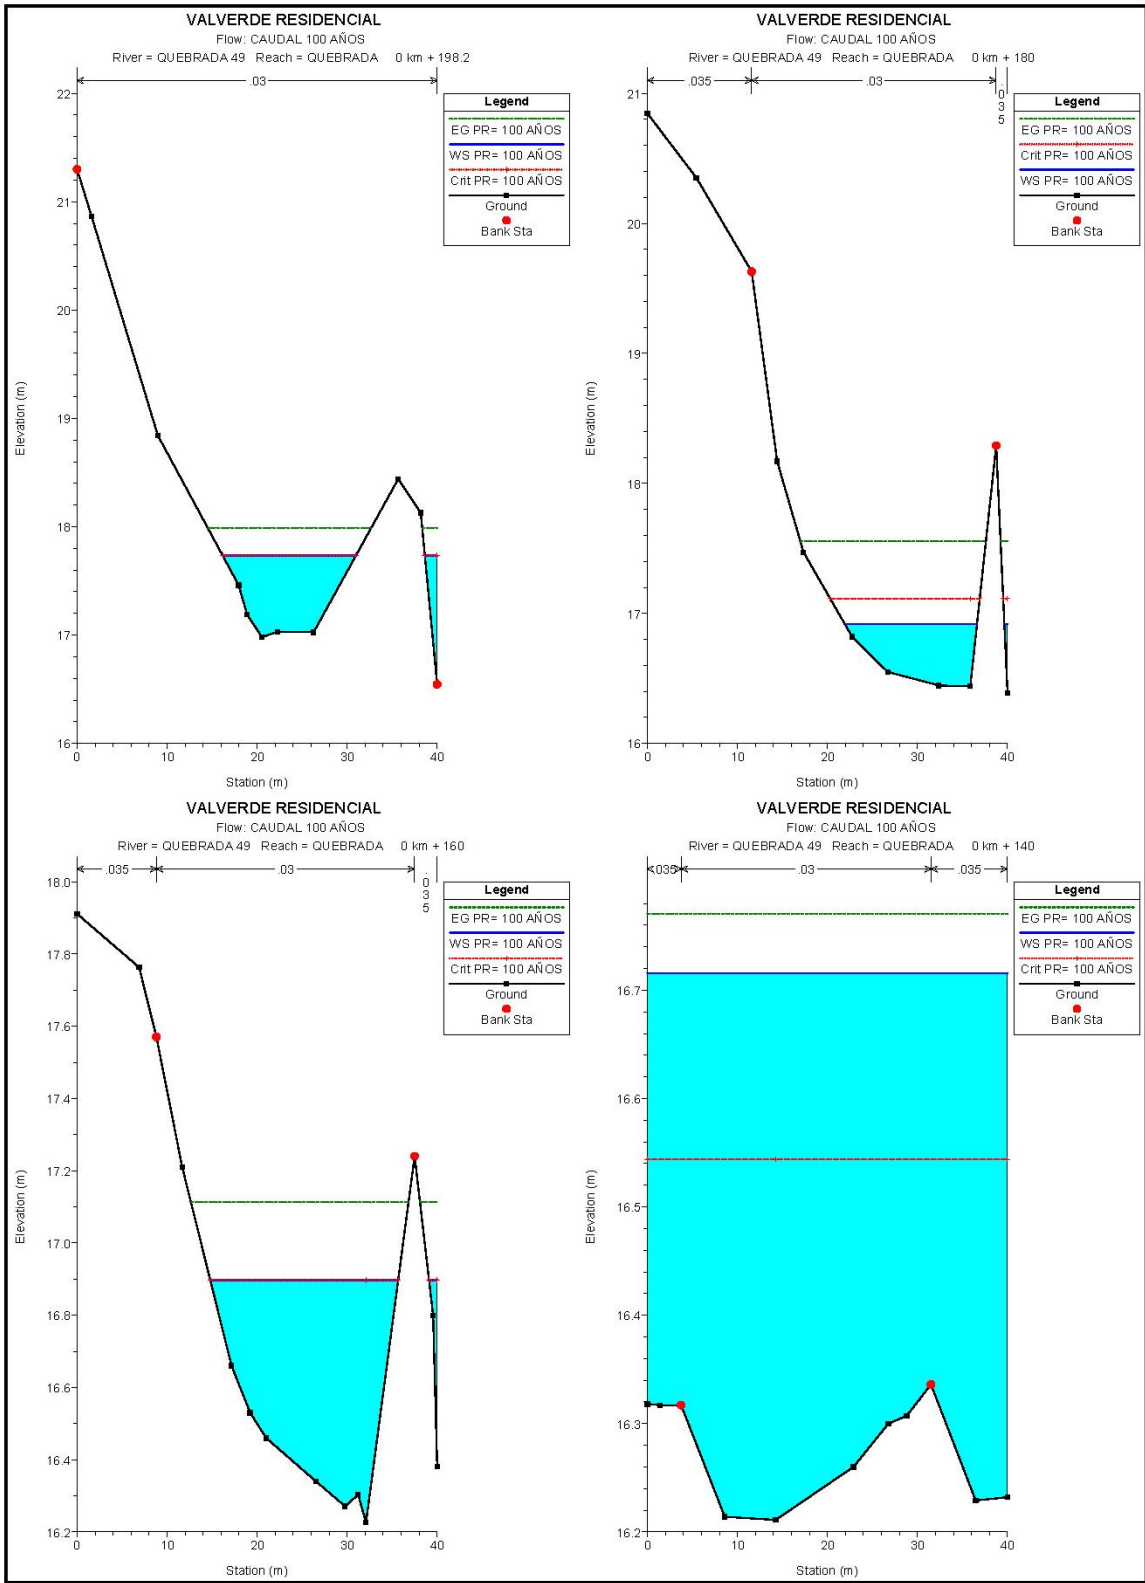 VALVERDE RESIDENCIAL
Flow: CAUDAL 100 AÑOS
River = QUEBRADA 49 Reach = QUEBRADA 0 km + 198.2
.03
Legend
EG PR= 100 AÑOS
WS PR= 100 AÑOS
Crit PR= 100 AÑOS
Ground
Bank Sta
22
21
20
19
18
17
16
Elevation (m)
0 10 20 30 40
Station (m)
VALVERDE RESIDENCIAL
Flow: CAUDAL 100 AÑOS
River = QUEBRADA 49 Reach = QUEBRADA 0 km + 180
.035 .03 .035
Legend
EG PR= 100 AÑOS
Crit PR= 100 AÑOS
WS PR= 100 AÑOS
Ground
Bank Sta
21
20
19
18
17
16
Elevation (m)
0 10 20 30 40
Station (m)
VALVERDE RESIDENCIAL
Flow: CAUDAL 100 AÑOS
River = QUEBRADA 49 Reach = QUEBRADA 0 km + 160
.035 .03 .035
Legend
EG PR= 100 AÑOS
WS PR= 100 AÑOS
Crit PR= 100 AÑOS
Ground
Bank Sta
18.0
17.8
17.6
17.4
17.2
17.0
16.8
16.6
16.4
16.2
Elevation (m)
0 10 20 30 40
Station (m)
VALVERDE RESIDENCIAL
Flow: CAUDAL 100 AÑOS
River = QUEBRADA 49 Reach = QUEBRADA 0 km + 140
.035 .03 .035
Legend
EG PR= 100 AÑOS
WS PR= 100 AÑOS
Crit PR= 100 AÑOS
Ground
Bank Sta
16.7
16.6
16.5
16.4
16.3
16.2
Elevation (m)
0 10 20 30 40
Station (m)